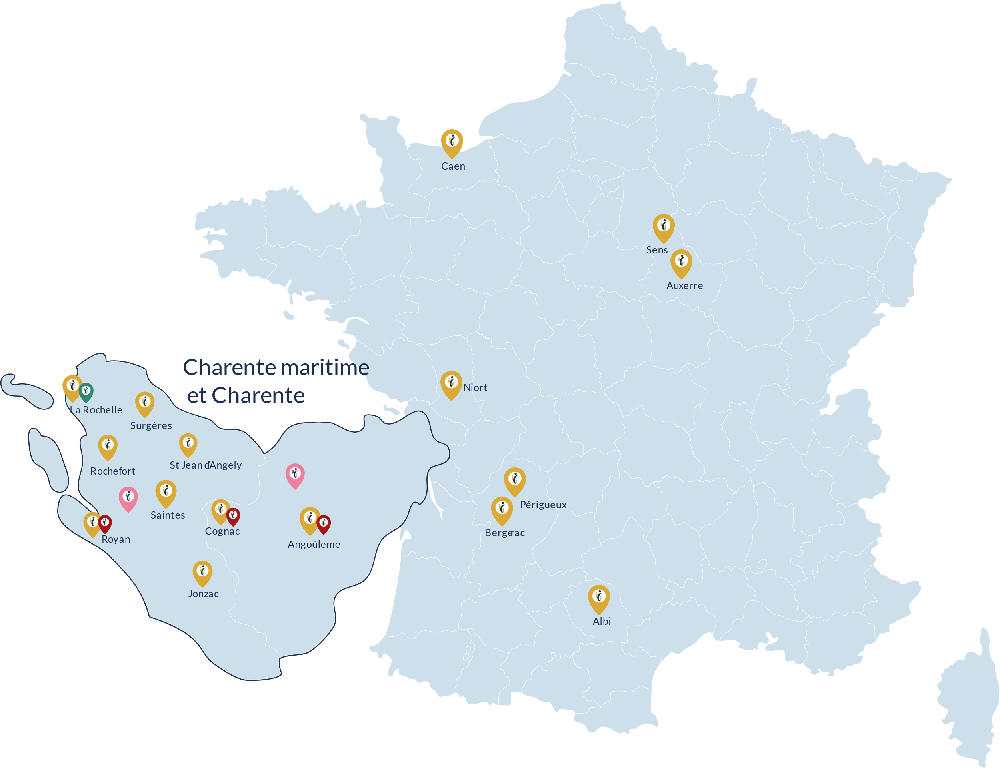 Caen
Sens
Auxerre
Charente maritime
et Charente
Niort
La Rochelle
Surgères
Rochefort
St Jean d'Angely
Saintes
Périgueux
Cognac
Bergerac
Royan
Angoûleme
Jonzac
Albi